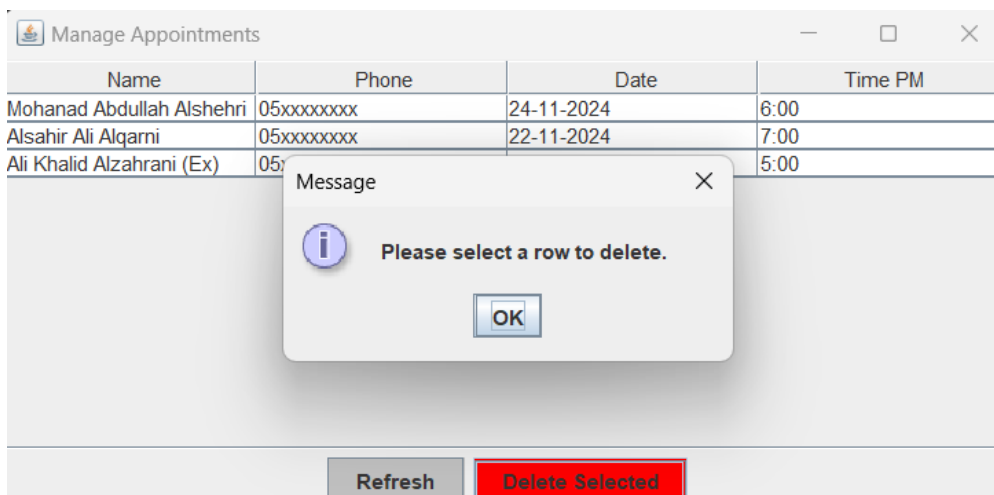 Manage Appointments
Name Phone Date Time PM
Mohanad Abdullah Alshehri 05xxxxxxxx 24-11-2024 6:00
Alsahir Ali Alqarni 05xxxxxxxx 22-11-2024 7:00
Ali Khalid Alzahrani (Ex) 05 5:00
Message
Please select a row to delete.
OK
Refresh Delete Selected